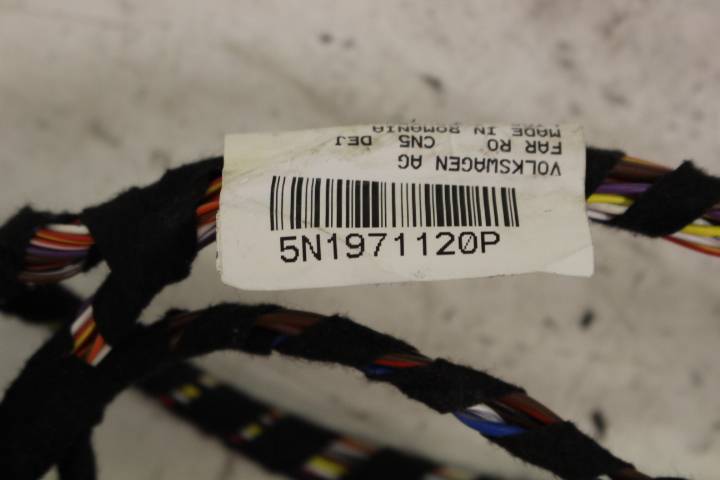 5N1971120P
VOLKSWAGEN AG
FAR RO CN5 DEJ
MADE IN ROMANIA